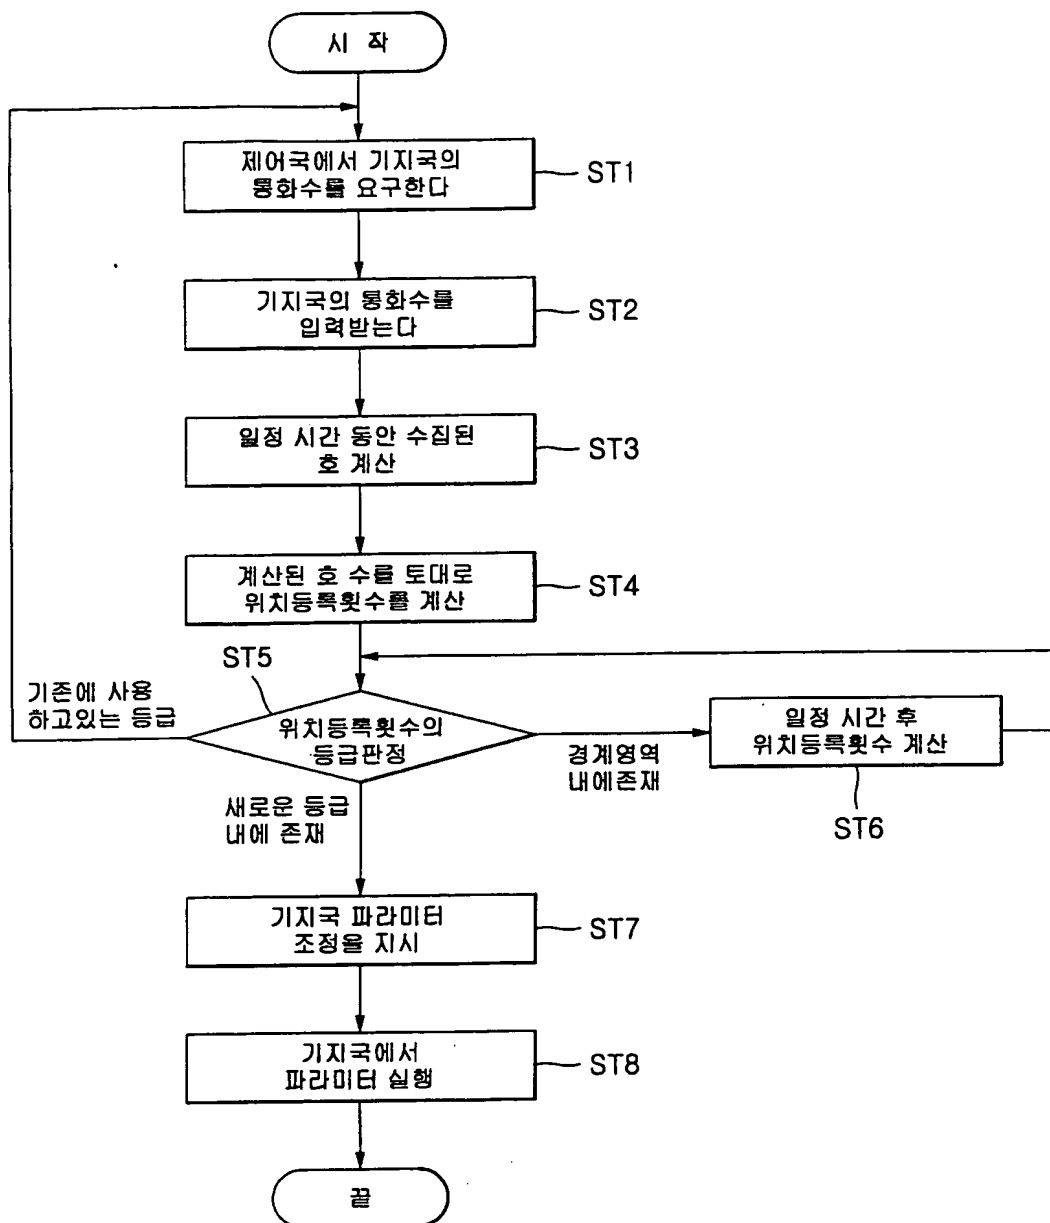 시 작
제어국에서 기지국의
통화수를 요구한다
ST1
기지국의 통화수를
입력받는다
ST2
일정 시간 동안 수집된
호 계산
ST3
계산된 호 수를 토대로
위치등록횟수를 계산
ST4
ST5
기존에 사용
하고있는 등급
위치등록횟수의
등급판정
경계영역
내에존재
일정 시간 후
위치등록횟수 계산
ST6
새로운 등급
내에 존재
기지국 파라미터
조정을 지시
ST7
기지국에서
파라미터 실행
ST8
끝